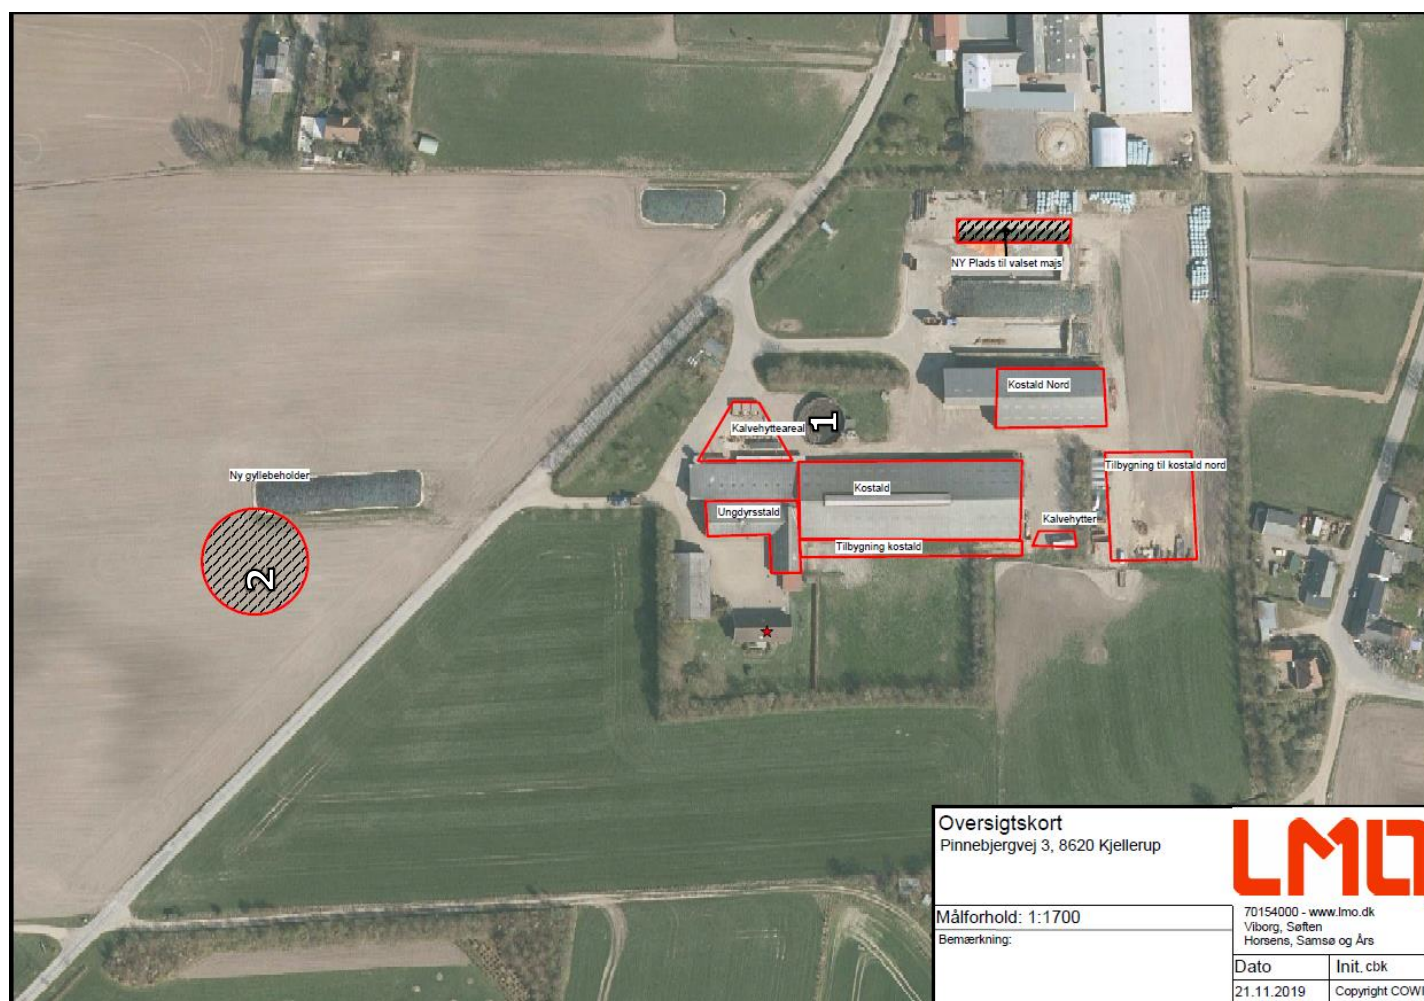 NY Plads til valset majs
Kostald Nord
Kalvehytteareal
1
Tilbygning til kostald nord
Ny gyllebeholder
Kostald
Ungdyrsstald
Kalvehytter
Tilbygning kostald
2
Oversigtskort
Pinnebjergvej 3, 8620 Kjellerup
LMO
Målforhold: 1:1700
Bemærkning:
70154000 - www.lmo.dk
Viborg, Søften
Horsens, Samsø og Års
Dato
Init. cbk
21.11.2019
Copyright COWI